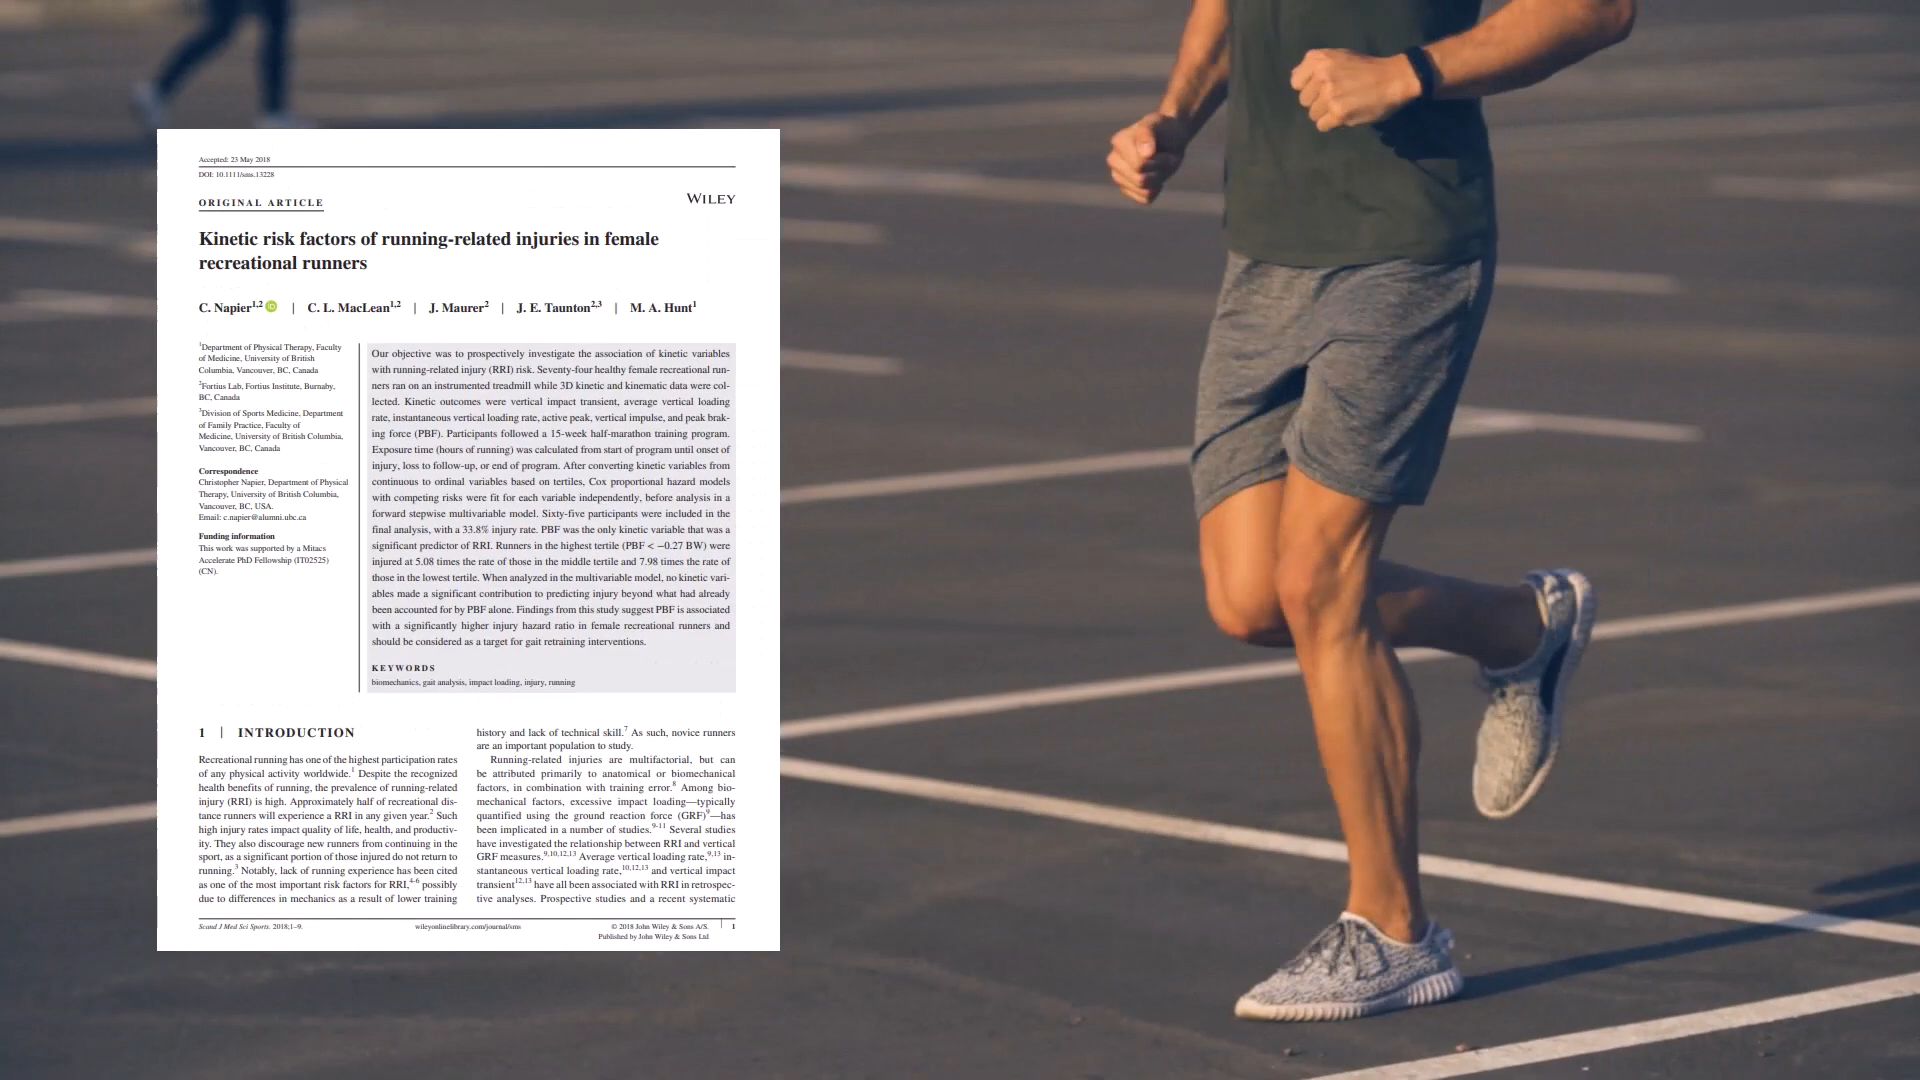 Accepted: 23 May 2018
DOI: 10.1111/sms.13228
ORIGINAL ARTICLE
WILEY
Kinetic risk factors of running-related injuries in female
recreational runners
C. Napier1,2 iD | C. L. MacLean1,2 | J. Maurer2 | J. E. Taunton2,3 | M. A. Hunt1
1Department of Physical Therapy, Faculty
of Medicine, University of British
Columbia, Vancouver, BC, Canada
2Fortius Lab, Fortius Institute, Burnaby,
BC, Canada
3Division of Sports Medicine, Department
of Family Practice, Faculty of
Medicine, University of British Columbia,
Vancouver, BC, Canada
Correspondence
Christopher Napier, Department of Physical
Therapy, University of British Columbia,
Vancouver, BC, USA.
Email: c.napier@alumni.ubc.ca
Funding information
This work was supported by a Mitacs
Accelerate PhD Fellowship (IT02525)
(CN).
Our objective was to prospectively investigate the association of kinetic variables
with running-related injury (RRI) risk. Seventy-four healthy female recreational run-
ners ran on an instrumented treadmill while 3D kinetic and kinematic data were col-
lected. Kinetic outcomes were vertical impact transient, average vertical loading
rate, instantaneous vertical loading rate, active peak, vertical impulse, and peak brak-
ing force (PBF). Participants followed a 15-week half-marathon training program.
Exposure time (hours of running) was calculated from start of program until onset of
injury, loss to follow-up, or end of program. After converting kinetic variables from
continuous to ordinal variables based on tertiles, Cox proportional hazard models
with competing risks were fit for each variable independently, before analysis in a
forward stepwise multivariable model. Sixty-five participants were included in the
final analysis, with a 33.8% injury rate. PBF was the only kinetic variable that was a
significant predictor of RRI. Runners in the highest tertile (PBF < −0.27 BW) were
injured at 5.08 times the rate of those in the middle tertile and 7.98 times the rate of
those in the lowest tertile. When analyzed in the multivariable model, no kinetic vari-
ables made a significant contribution to predicting injury beyond what had already
been accounted for by PBF alone. Findings from this study suggest PBF is associated
with a significantly higher injury hazard ratio in female recreational runners and
should be considered as a target for gait retraining interventions.
KEYWORDS
biomechanics, gait analysis, impact loading, injury, running
1 | INTRODUCTION
Recreational running has one of the highest participation rates
of any physical activity worldwide.1 Despite the recognized
health benefits of running, the prevalence of running-related
injury (RRI) is high. Approximately half of recreational dis-
tance runners will experience a RRI in any given year.2 Such
high injury rates impact quality of life, health, and productiv-
ity. They also discourage new runners from continuing in the
sport, as a significant portion of those injured do not return to
running.3 Notably, lack of running experience has been cited
as one of the most important risk factors for RRI,4-6 possibly
due to differences in mechanics as a result of lower training
history and lack of technical skill.7 As such, novice runners
are an important population to study.
Running-related injuries are multifactorial, but can
be attributed primarily to anatomical or biomechanical
factors, in combination with training error.8 Among bio-
mechanical factors, excessive impact loading—typically
quantified using the ground reaction force (GRF)9—has
been implicated in a number of studies.9-11 Several studies
have investigated the relationship between RRI and vertical
GRF measures.9,10,12,13 Average vertical loading rate,9,13 in-
stantaneous vertical loading rate,10,12,13 and vertical impact
transient12,13 have all been associated with RRI in retrospec-
tive analyses. Prospective studies and a recent systematic
Scand J Med Sci Sports. 2018;1–9.
wileyonlinelibrary.com/journal/sms
© 2018 John Wiley & Sons A/S. | 1
Published by John Wiley & Sons Ltd